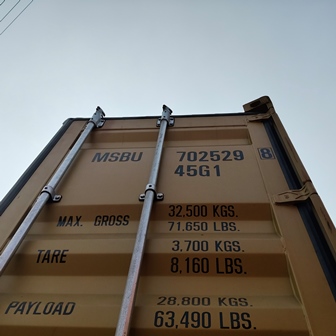 MSBU 702529 8
45G1
MAX. GROSS 32,500 KGS.
71,650 LBS.
TARE 3,700 KGS.
8,160 LBS.
PAYLOAD 28,800 KGS.
63,490 LBS.